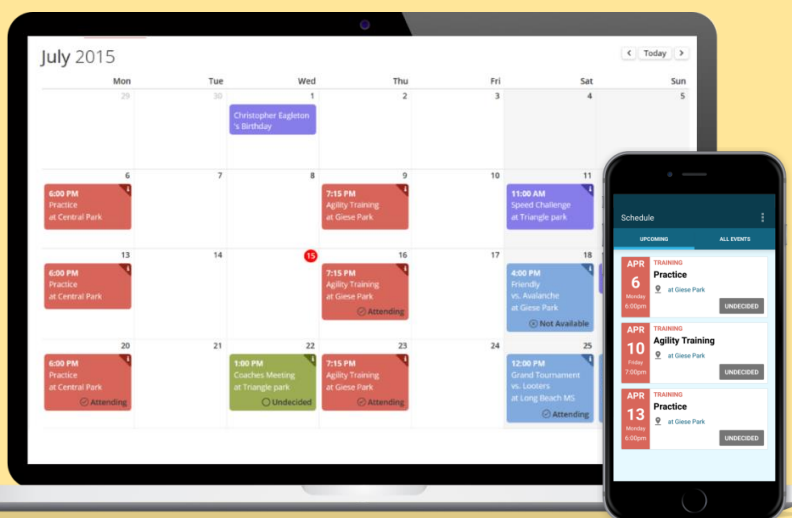 July 2015
< Today >
Mon Tue Wed Thu Fri Sat Sun
29 30 1 2 3 4 5
Christopher Eagleton
's Birthday
6 7 8 9 10 11
6:00 PM
Practice
at Central Park
7:15 PM
Agility Training
at Giese Park
11:00 AM
Speed Challenge
at Triangle park
13 14 15 16 17 18
6:00 PM
Practice
at Central Park
7:15 PM
Agility Training
at Giese Park
Attending
4:00 PM
Friendly
vs. Avalanche
at Giese Park
Not Available
20 21 22 23 24 25
6:00 PM
Practice
at Central Park
Attending
1:00 PM
Coaches Meeting
at Triangle park
Undecided
7:15 PM
Agility Training
at Giese Park
Attending
12:00 PM
Grand Tournament
vs. Looters
at Long Beach MS
Attending
Schedule
UPCOMING ALL EVENTS
APR
6
Monday
6:00pm
TRAINING
Practice
at Giese Park
UNDECIDED
APR
10
Friday
7:00pm
TRAINING
Agility Training
at Giese Park
UNDECIDED
APR
13
Monday
6:00pm
TRAINING
Practice
at Giese Park
UNDECIDED